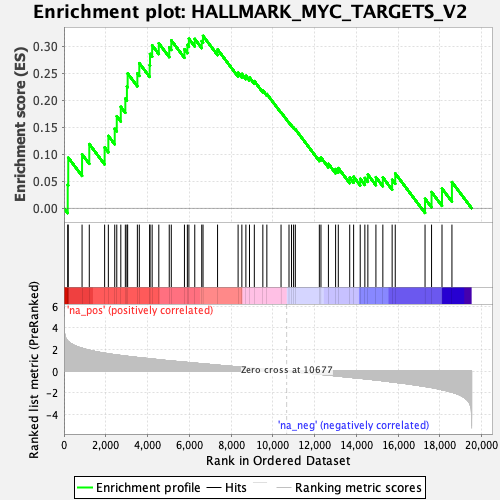 Enrichment plot: HALLMARK_MYC_TARGETS_V2
Enrichment score (ES)
0.30
0.25
0.20
0.15
0.10
0.05
0.00
'na_pos' (positively correlated)
Ranked list metric (PreRanked)
6
4
2
0
-2
-4
Zero cross at 10677
'na_neg' (negatively correlated)
0 2,000 4,000 6,000 8,000 10,000 12,000 14,000 16,000 18,000 20,000
Rank in Ordered Dataset
Enrichment profile Hits Ranking metric scores